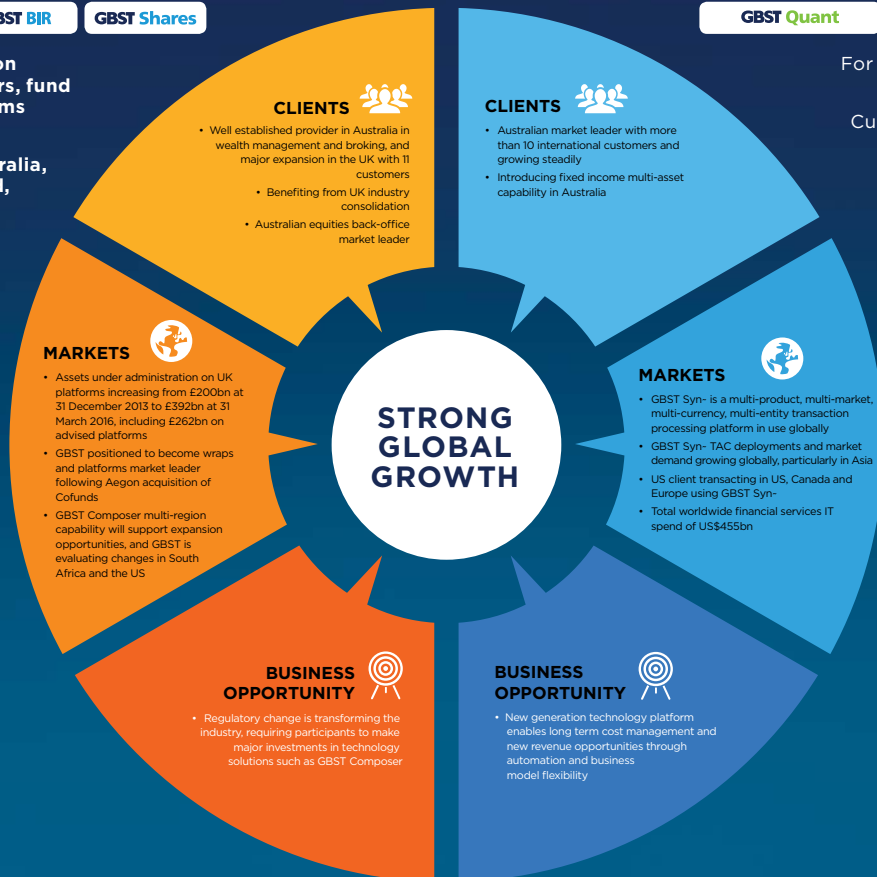 BST BIR
GBST Shares
GBST Quant
on
rs, fund
ms
ralia,
d,
For
Cu
CLIENTS
• Well established provider in Australia in
wealth management and broking, and
major expansion in the UK with 11
customers
• Benefiting from UK industry
consolidation
• Australian equities back-office
market leader
CLIENTS
• Australian market leader with more
than 10 international customers and
growing steadily
• Introducing fixed income multi-asset
capability in Australia
MARKETS
• Assets under administration on UK
platforms increasing from £200bn at
31 December 2013 to £392bn at 31
March 2016, including £262bn on
advised platforms
• GBST positioned to become wraps
and platforms market leader
following Aegon acquisition of
Cofunds
• GBST Composer multi-region
capability will support expansion
opportunities, and GBST is
evaluating changes in South
Africa and the US
STRONG
GLOBAL
GROWTH
MARKETS
• GBST Syn- is a multi-product, multi-market,
multi-currency, multi-entity transaction
processing platform in use globally
• GBST Syn- TAC deployments and market
demand growing globally, particularly in Asia
• US client transacting in US, Canada and
Europe using GBST Syn-
• Total worldwide financial services IT
spend of US$455bn
BUSINESS
OPPORTUNITY
• Regulatory change is transforming the
industry, requiring participants to make
major investments in technology
solutions such as GBST Composer
BUSINESS
OPPORTUNITY
• New generation technology platform
enables long term cost management and
new revenue opportunities through
automation and business
model flexibility